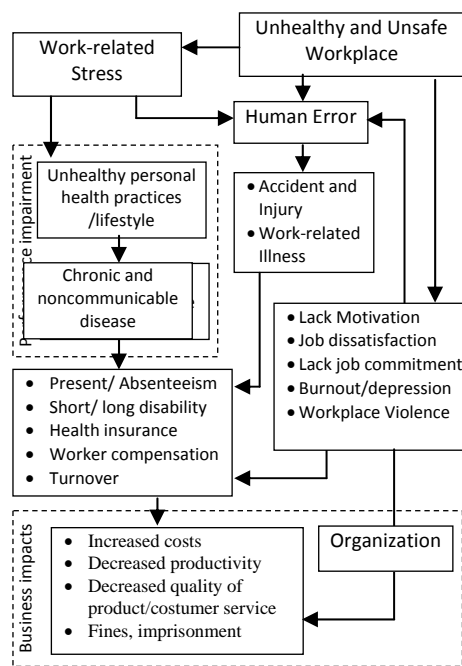 Work-related
Stress
Unhealthy and Unsafe
Workplace
Human Error
Unhealthy personal
health practices
/lifestyle
Chronic and
noncommunicable
disease
• Accident and
Injury
• Work-related
Illness
• Lack Motivation
• Job dissatisfaction
• Lack job commitment
• Burnout/depression
• Workplace Violence
• Present/ Absenteeism
• Short/ long disability
• Health insurance
• Worker compensation
• Turnover
Business impacts
• Increased costs
• Decreased productivity
• Decreased quality of
product/costumer service
• Fines, imprisonment
Organization
impairment